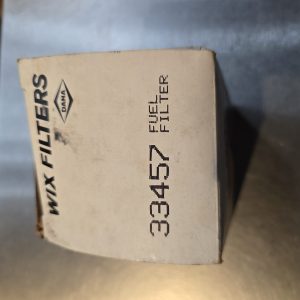 WIX FILTERS
DANA
33457 FUEL
FILTER